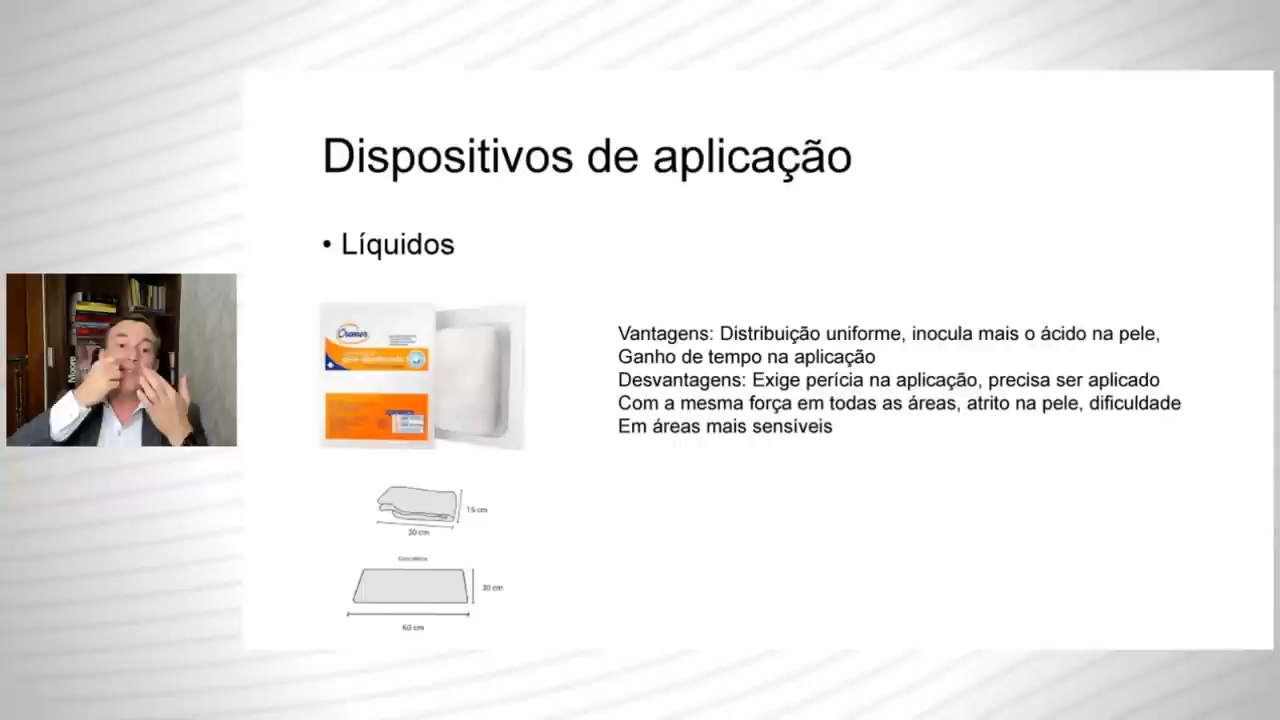 Dispositivos de aplicação
• Líquidos
Cremer
Vantagens: Distribuição uniforme, inocula mais o ácido na pele,
Ganho de tempo na aplicação
Desvantagens: Exige perícia na aplicação, precisa ser aplicado
Com a mesma força em todas as áreas, atrito na pele, dificuldade
Em áreas mais sensíveis
Moore
15 cm
30 cm
30 cm
60 cm